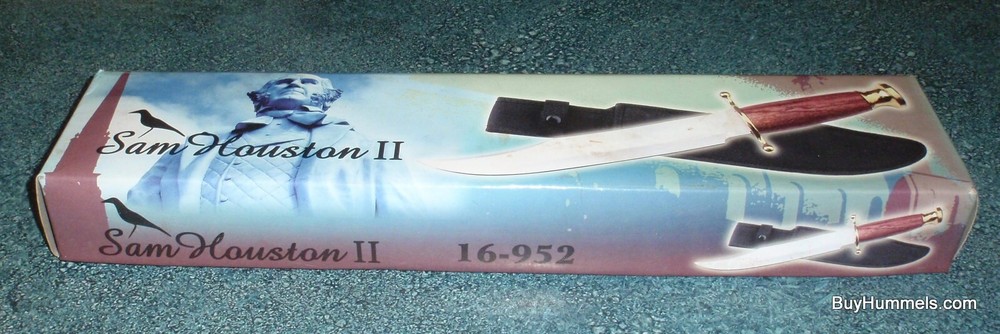 Sam Houston II
Sam Houston II
16-952
BuyHummels.com